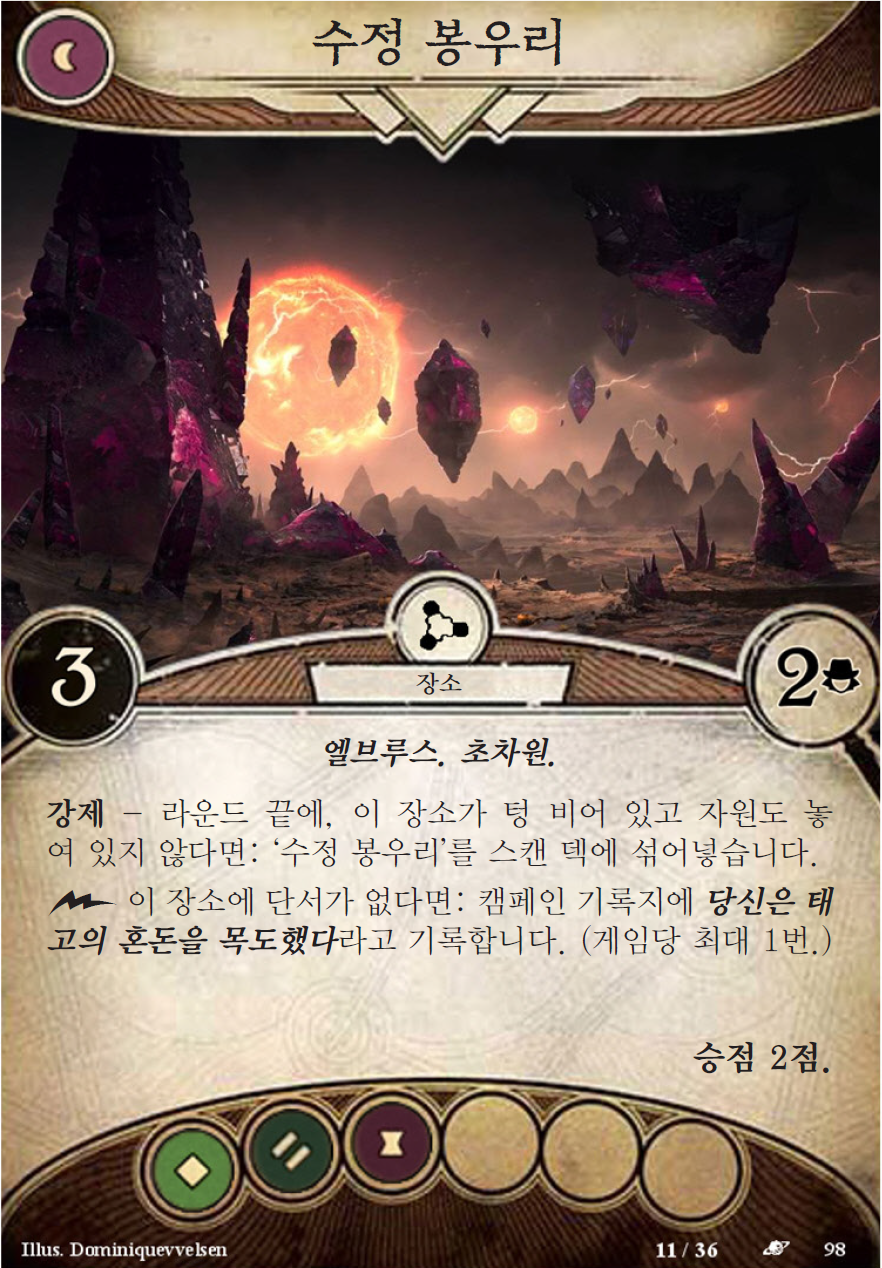 수정 봉우리
3
장소
2
엘브루스. 초차원.
강제 – 라운드 끝에, 이 장소가 텅 비어 있고 자원도 놓
여 있지 않다면: ‘수정 봉우리’를 스캔 덱에 섞어넣습니다.
이 장소에 단서가 없다면: 캠페인 기록지에 당신은 태
고의 혼돈을 목도했다라고 기록합니다. (게임당 최대 1번.)
승점 2점.
Illus. Dominiquevvelsen
11 / 36
98